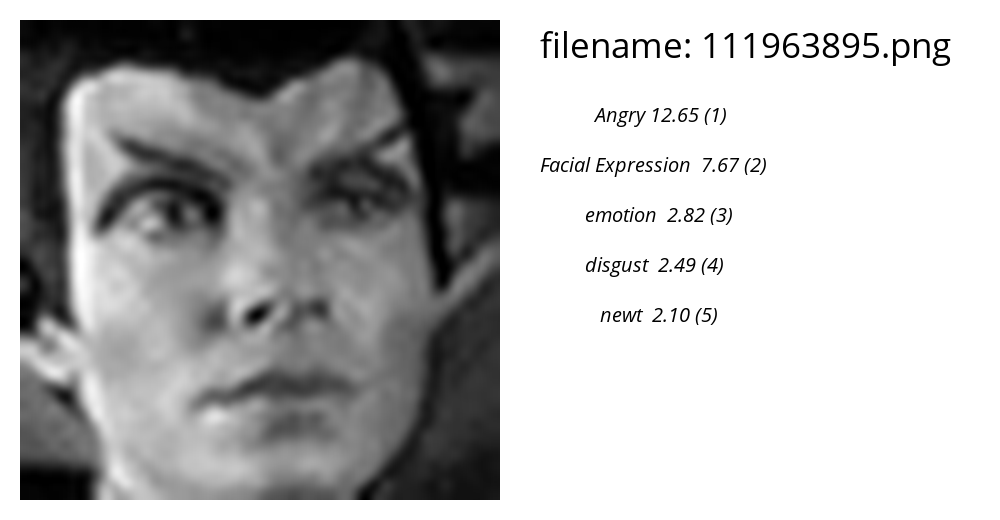 filename: 111963895.png
Angry 12.65 (1)
Facial Expression 7.67 (2)
emotion 2.82 (3)
disgust 2.49 (4)
newt 2.10 (5)